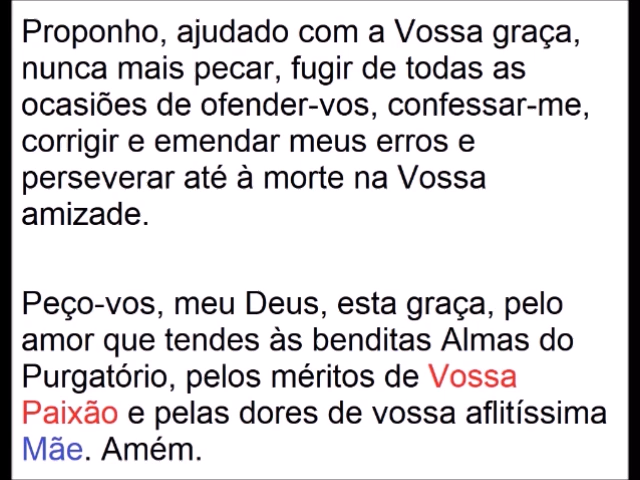 Proponho, ajudado com a Vossa graça,
nunca mais pecar, fugir de todas as
ocasiões de ofender-vos, confessar-me,
corrigir e emendar meus erros e
perseverar até à morte na Vossa
amizade.
Peço-vos, meu Deus, esta graça, pelo
amor que tendes às benditas Almas do
Purgatório, pelos méritos de Vossa
Paixão e pelas dores de vossa aflitíssima
Mãe. Amém.